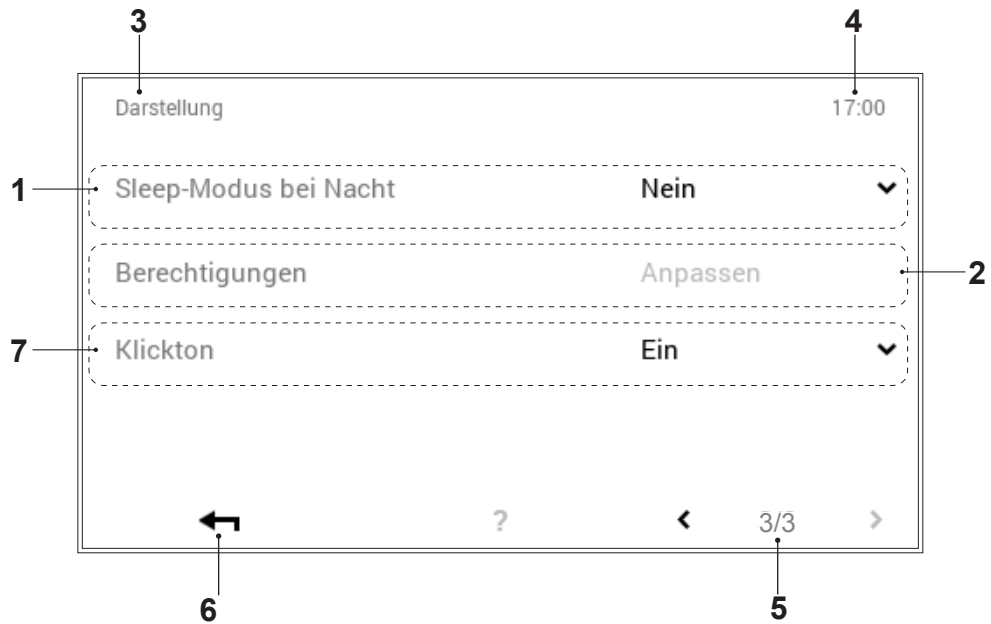 3 4
Darstellung 17:00
1 Sleep-Modus bei Nacht Nein
Berechtigungen Anpassen 2
7 Klickton Ein
? 3/3
6 5